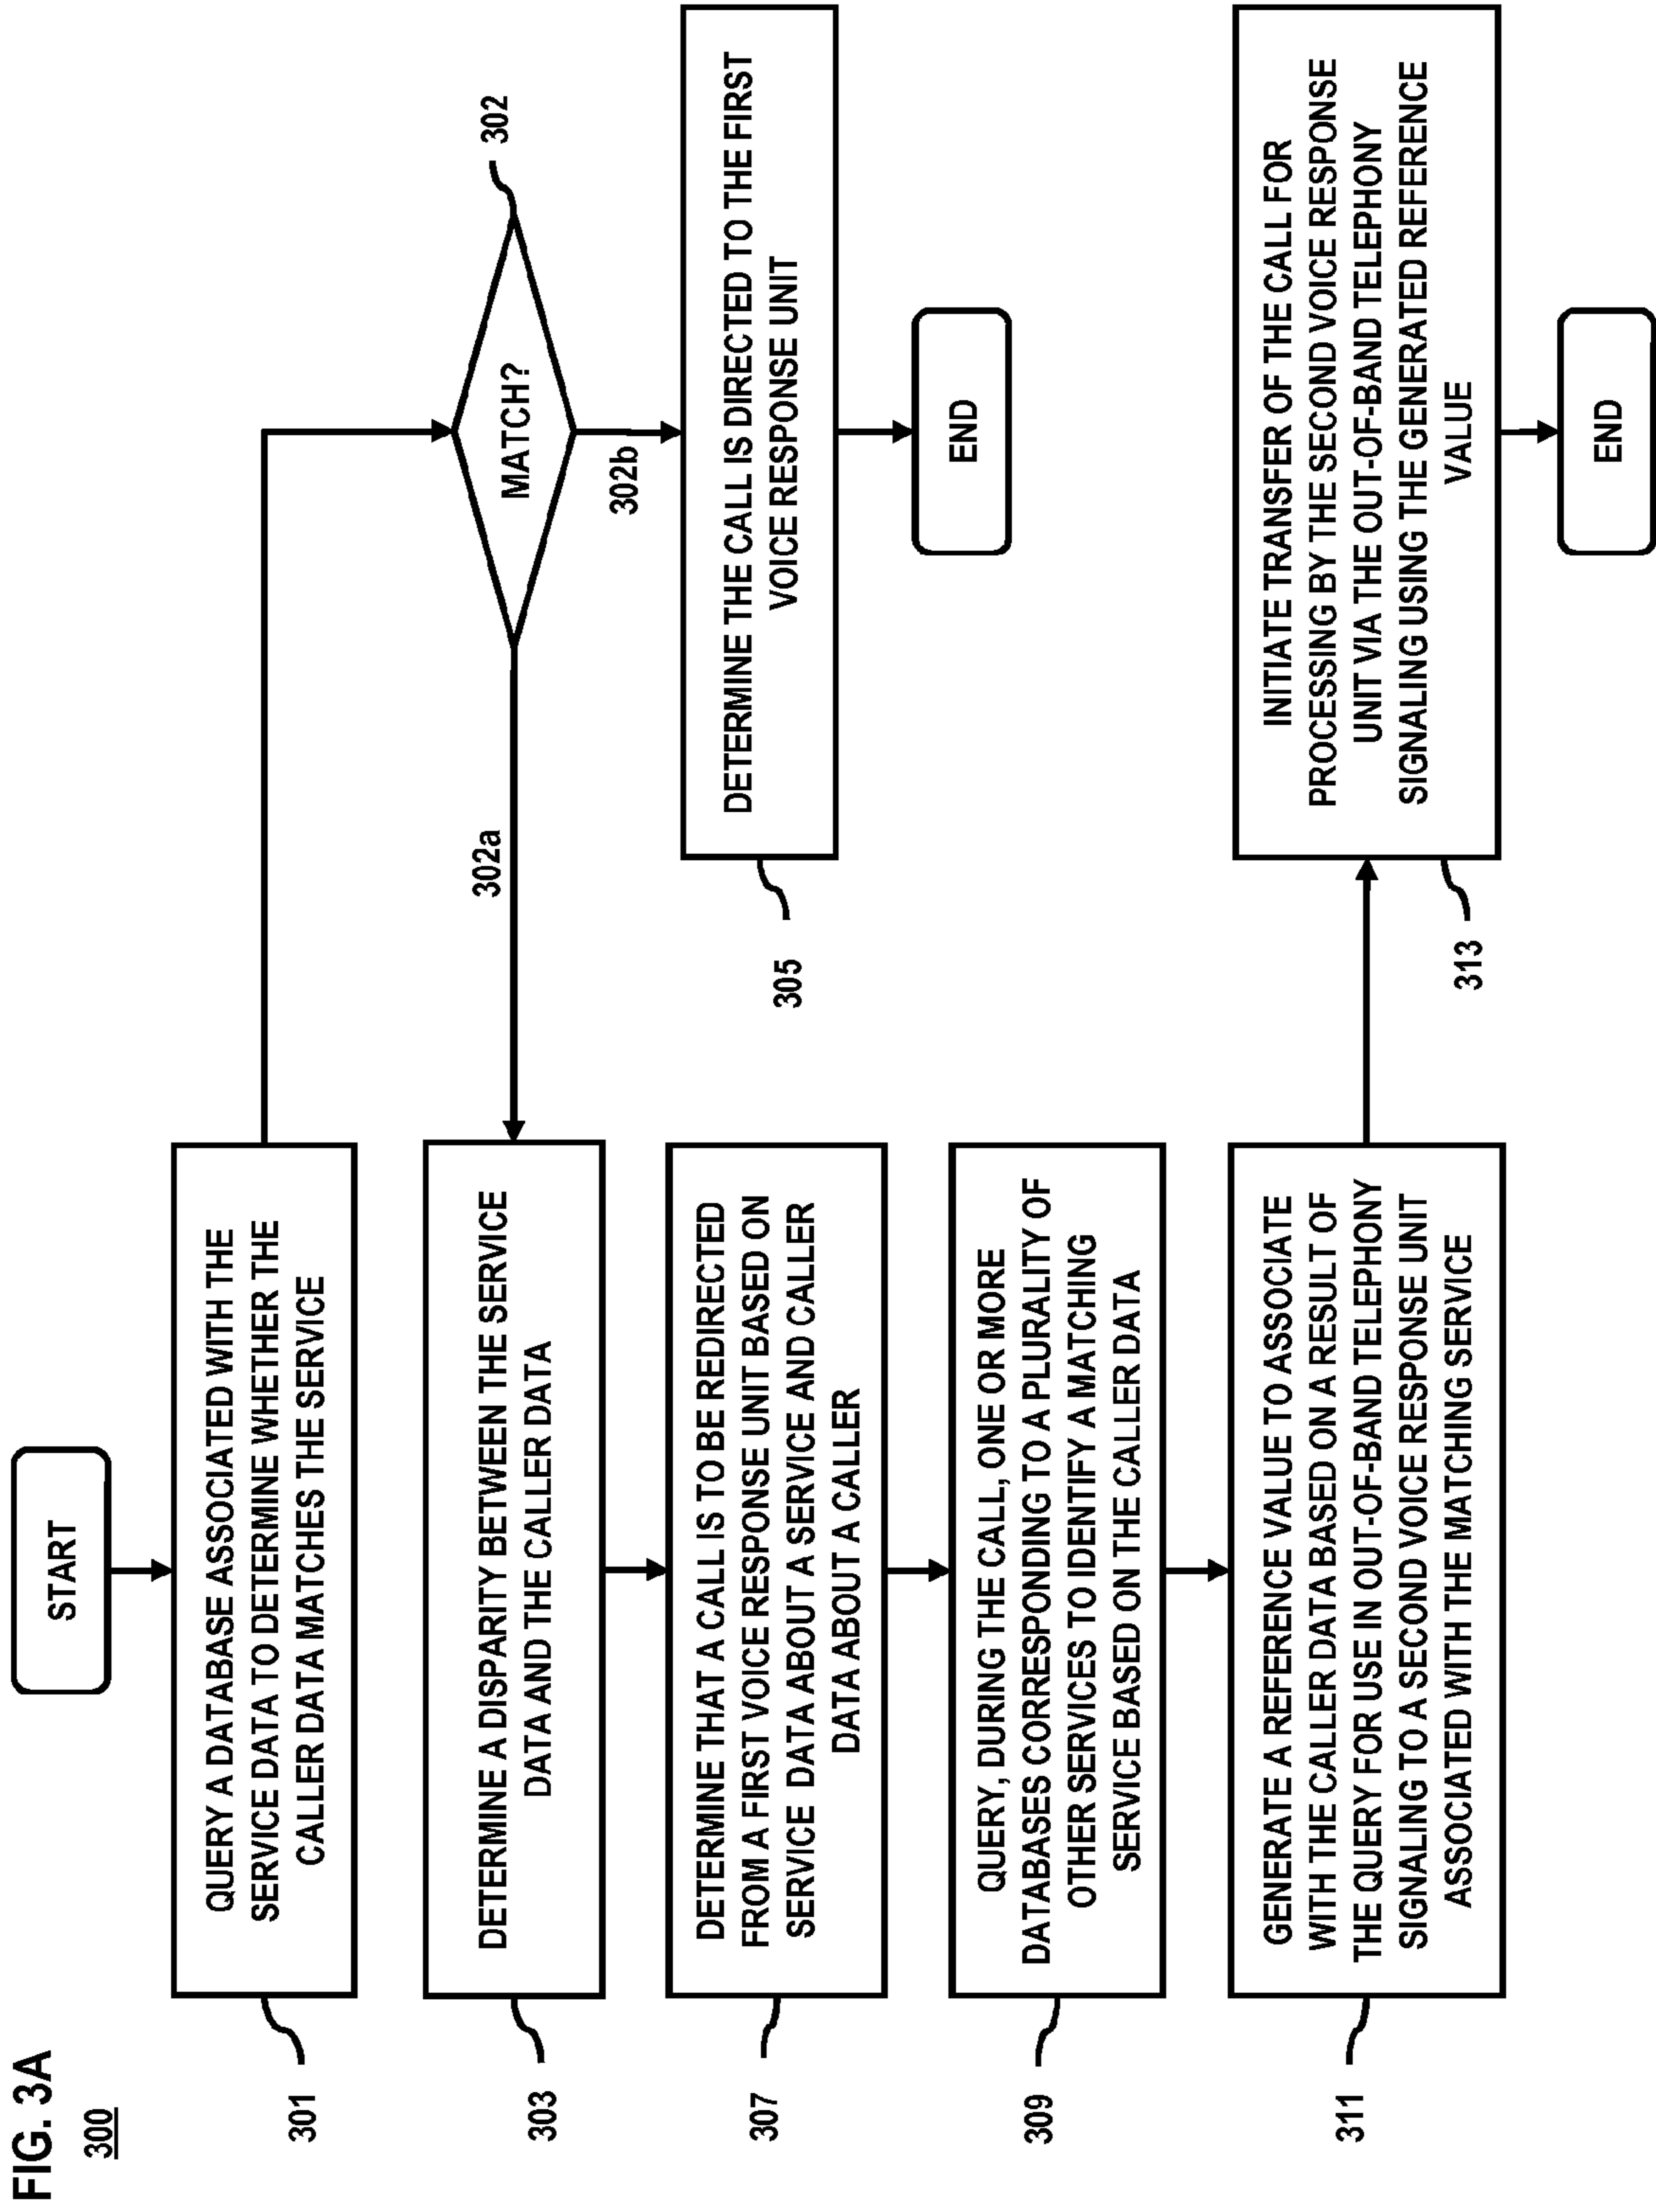 FIG. 3A
300
START
301
QUERY A DATABASE ASSOCIATED WITH THE
SERVICE DATA TO DETERMINE WHETHER THE
CALLER DATA MATCHES THE SERVICE
302
MATCH?
302a
302b
303
DETERMINE A DISPARITY BETWEEN THE SERVICE
DATA AND THE CALLER DATA
305
DETERMINE THE CALL IS DIRECTED TO THE FIRST
VOICE RESPONSE UNIT
END
307
DETERMINE THAT A CALL IS TO BE REDIRECTED
FROM A FIRST VOICE RESPONSE UNIT BASED ON
SERVICE DATA ABOUT A SERVICE AND CALLER
DATA ABOUT A CALLER
309
QUERY, DURING THE CALL, ONE OR MORE
DATABASES CORRESPONDING TO A PLURALITY OF
OTHER SERVICES TO IDENTIFY A MATCHING
SERVICE BASED ON THE CALLER DATA
311
GENERATE A REFERENCE VALUE TO ASSOCIATE
WITH THE CALLER DATA BASED ON A RESULT OF
THE QUERY FOR USE IN OUT-OF-BAND TELEPHONY
SIGNALING TO A SECOND VOICE RESPONSE UNIT
ASSOCIATED WITH THE MATCHING SERVICE
313
INITIATE TRANSFER OF THE CALL FOR
PROCESSING BY THE SECOND VOICE RESPONSE
UNIT VIA THE OUT-OF-BAND TELEPHONY
SIGNALING USING THE GENERATED REFERENCE
VALUE
END